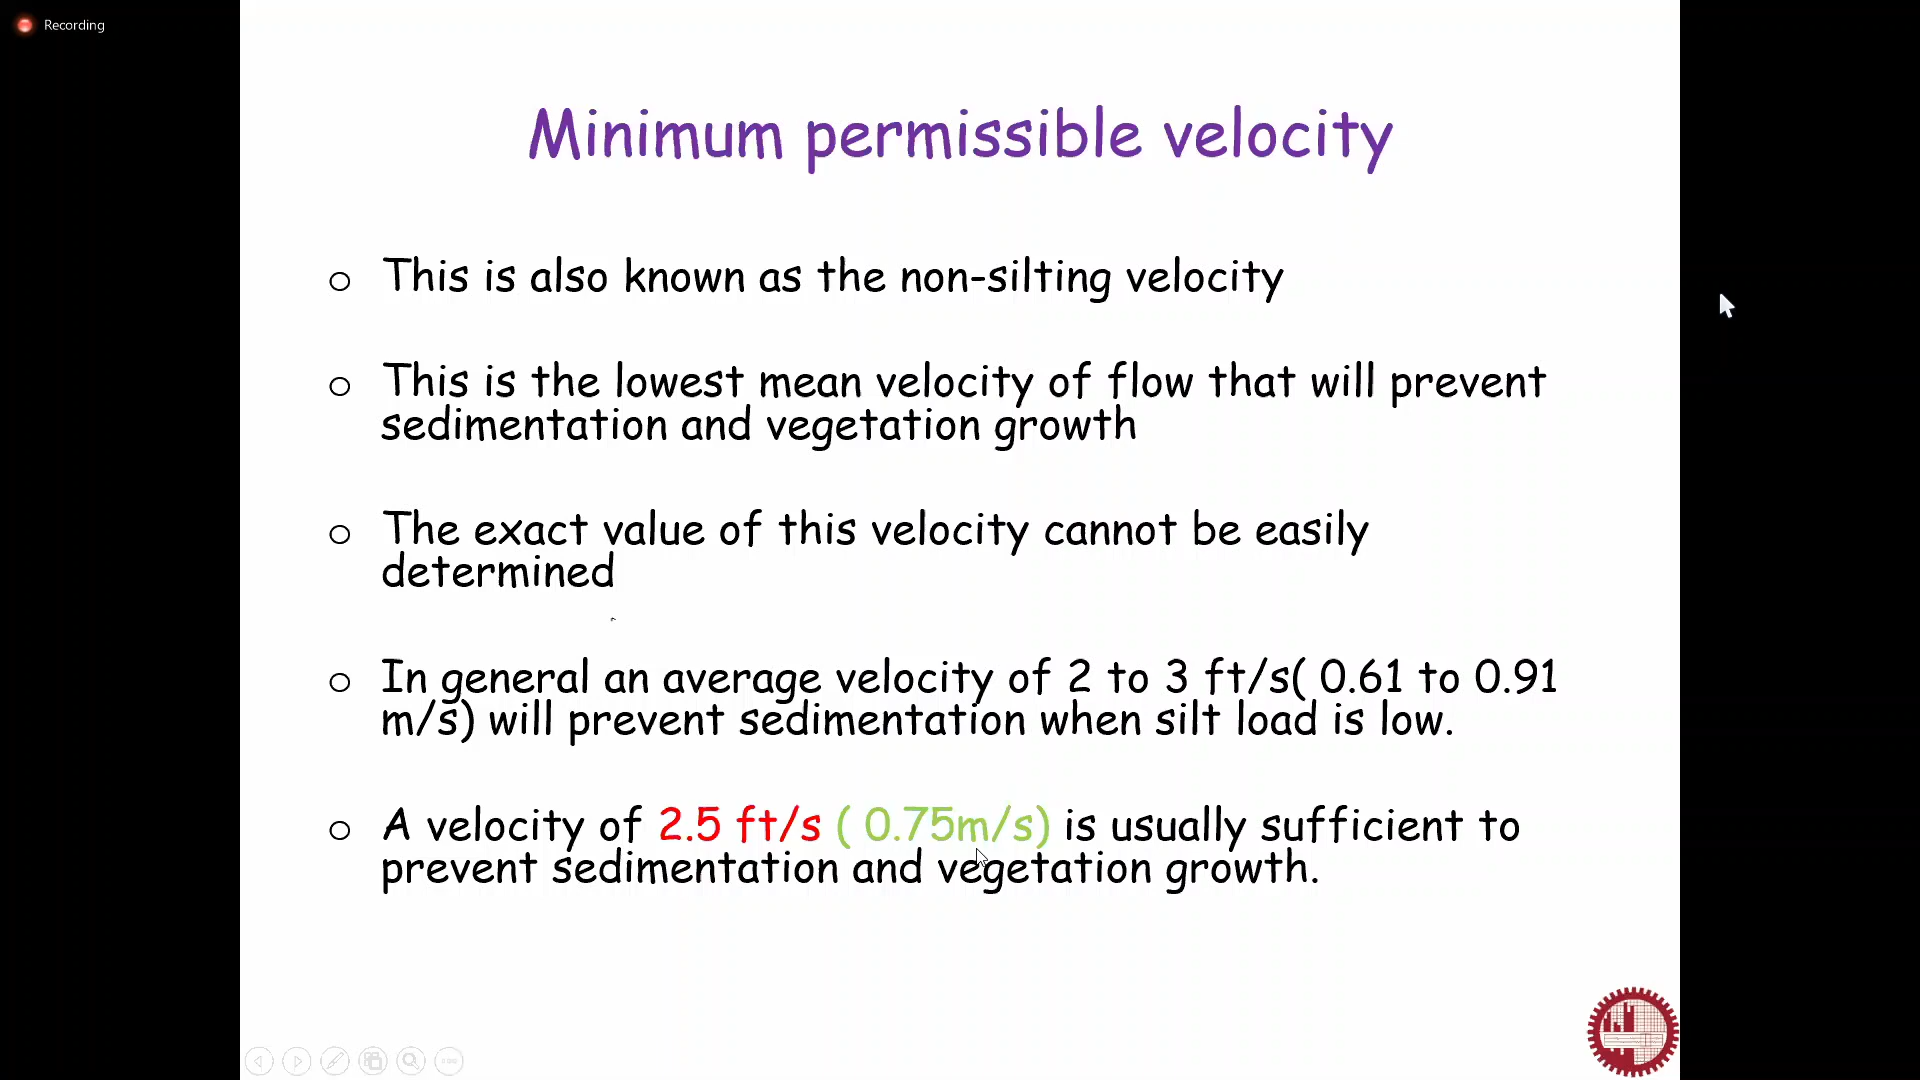 Recording
Minimum permissible velocity
o This is also known as the non-silting velocity
o This is the lowest mean velocity of flow that will prevent
sedimentation and vegetation growth
o The exact value of this velocity cannot be easily
determined
o In general an average velocity of 2 to 3 ft/s( 0.61 to 0.91
m/s) will prevent sedimentation when silt load is low.
o A velocity of 2.5 ft/s ( 0.75m/s) is usually sufficient to
prevent sedimentation and vegetation growth.